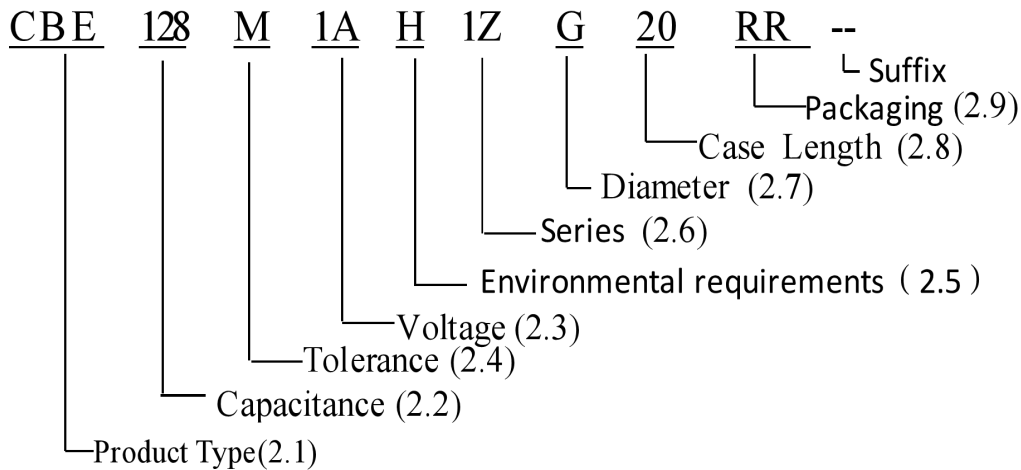 CBE 128 M 1A H 1Z G 20 RR --
Suffix
Packaging (2.9)
Case Length (2.8)
Diameter (2.7)
Series (2.6)
Environmental requirements ( 2.5 )
Voltage (2.3)
Tolerance (2.4)
Capacitance (2.2)
Product Type(2.1)